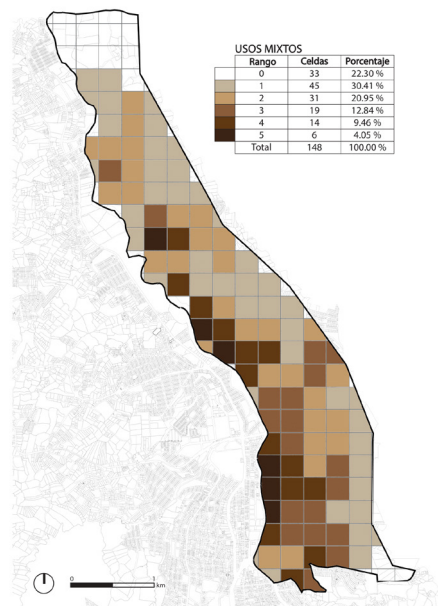 USOS MIXTOS
Rango Celdas Porcentaje
0 33 22.30 %
1 45 30.41 %
2 31 20.95 %
3 19 12.84 %
4 14 9.46 %
5 6 4.05 %
Total 148 100.00 %
0 1
km